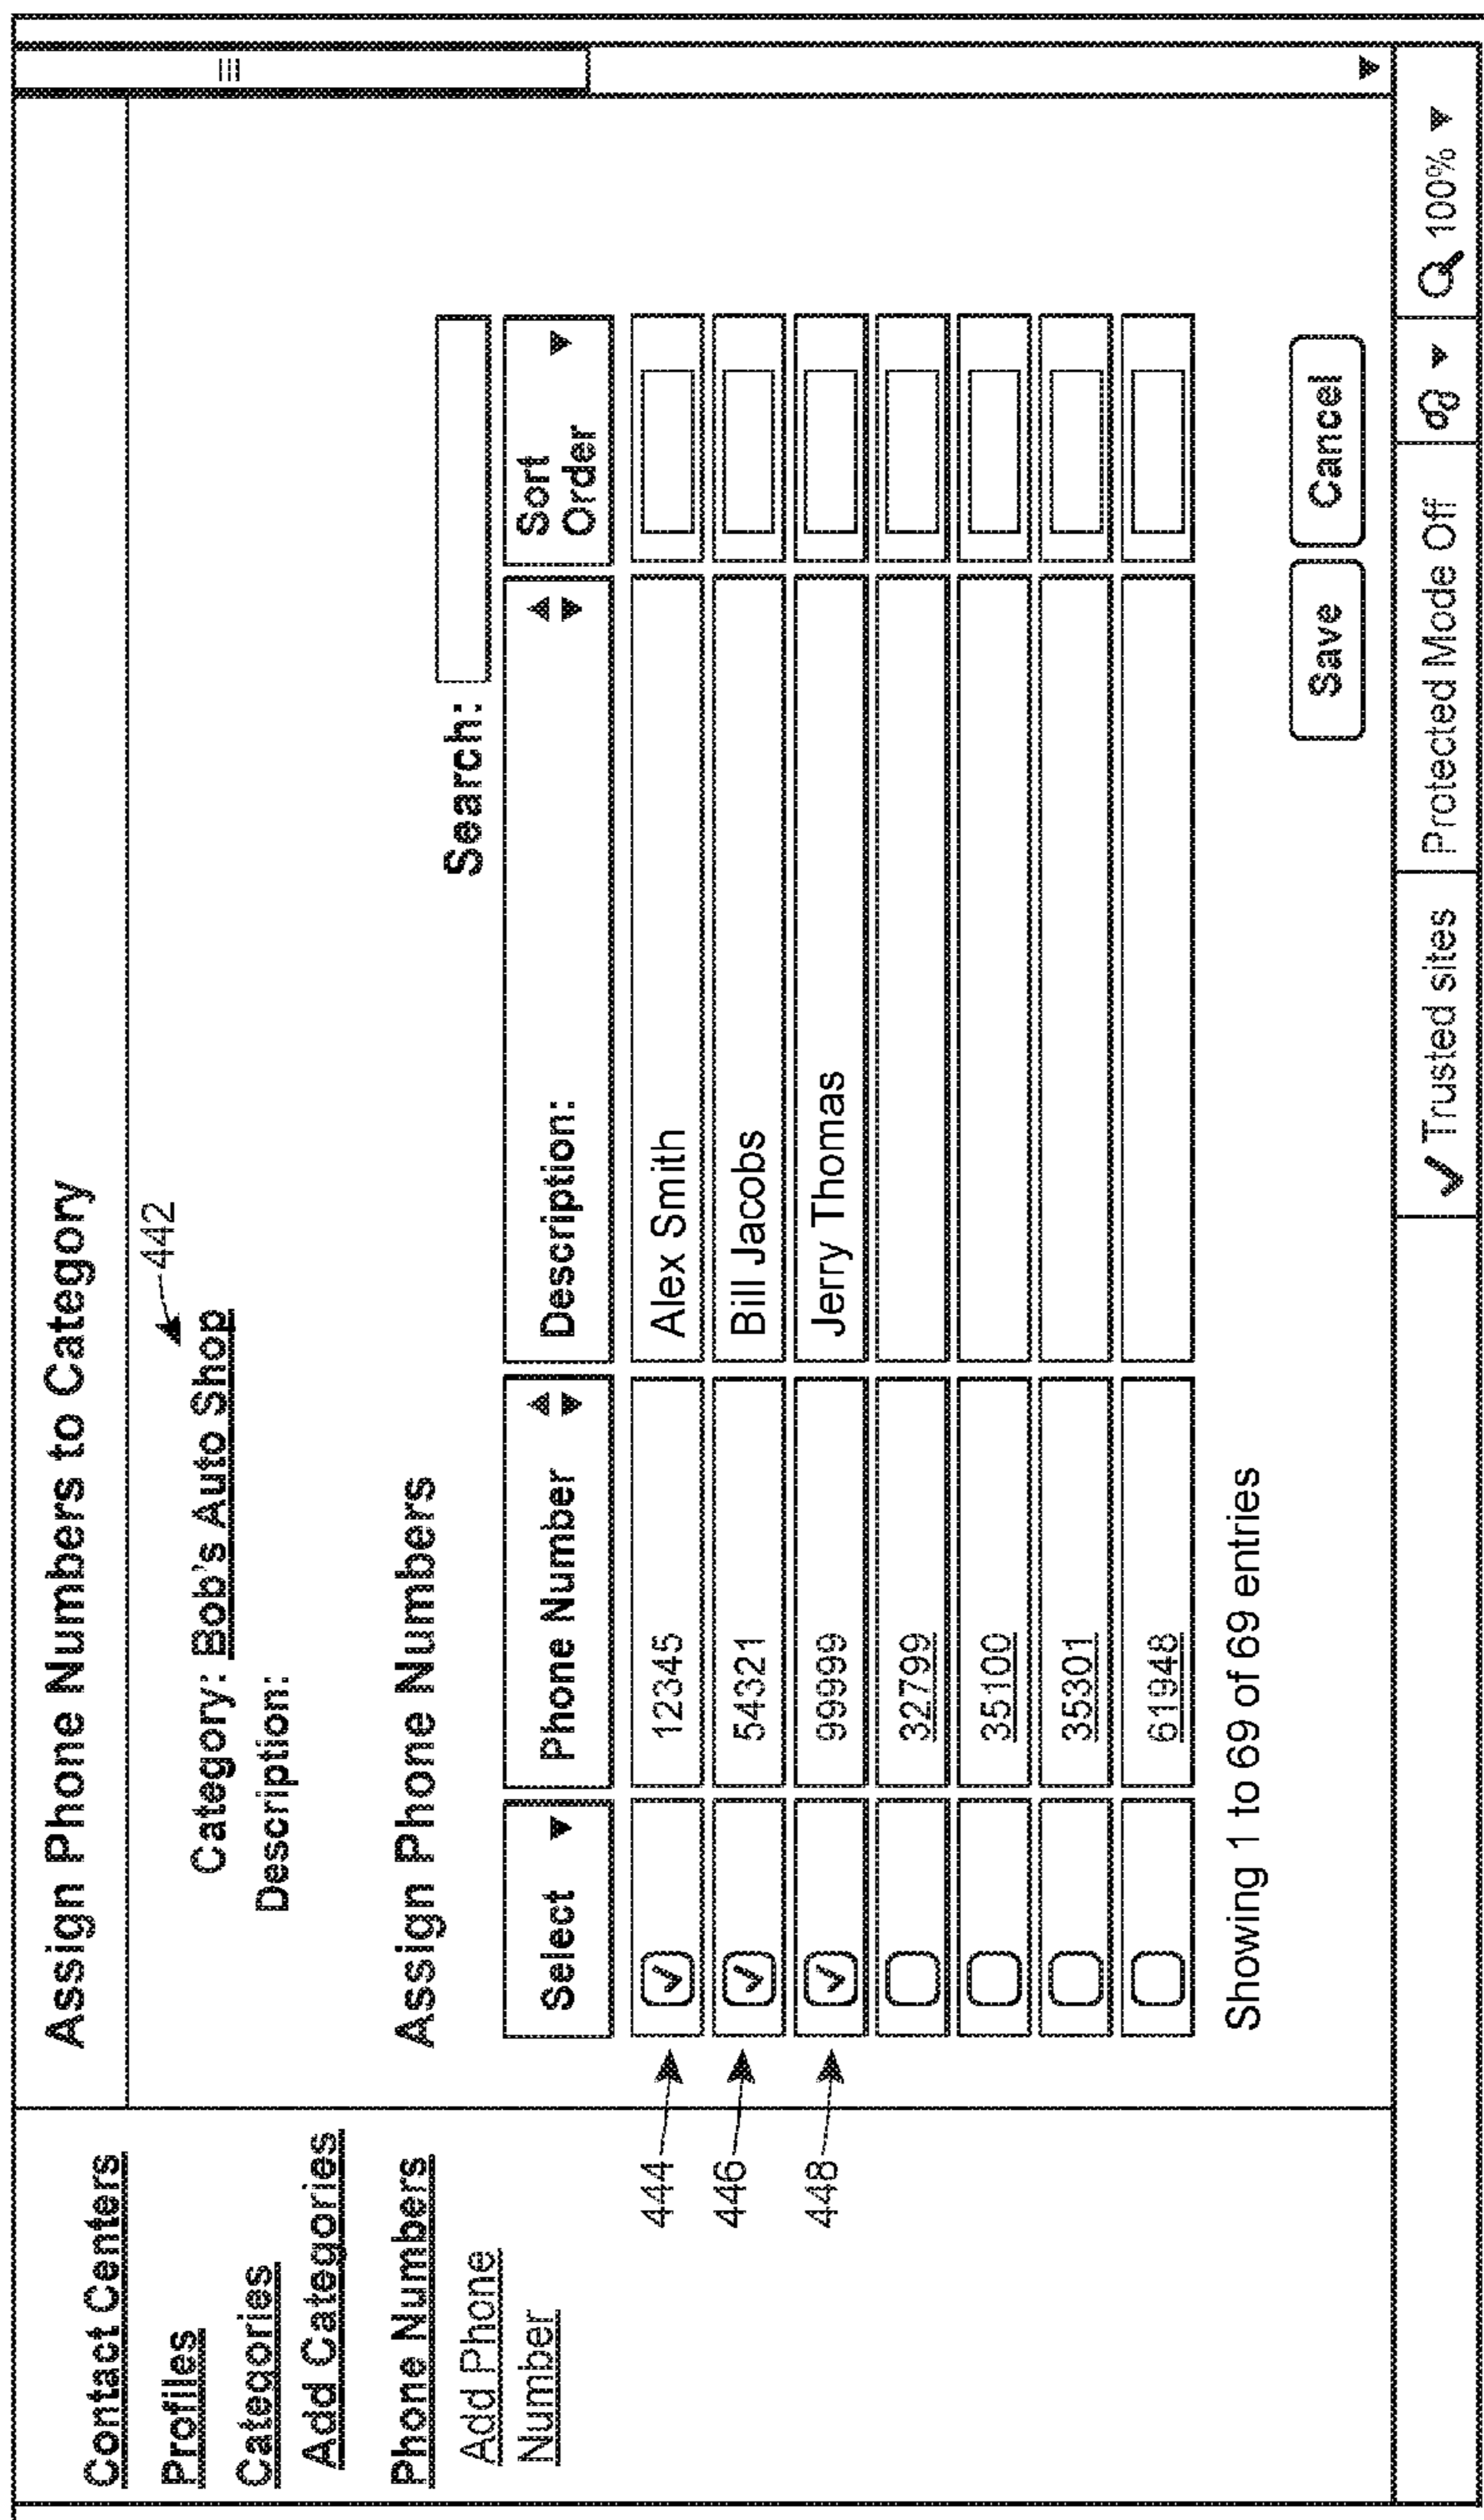 Contact Centers
Profiles
Categories
Add Categories
Phone Numbers
Add Phone
Number
Assign Phone Numbers to Category
442
Category: Bob's Auto Shop
Description:
Assign Phone Numbers
Search:
Select Phone Number Description: Sort Order
444 12345 Alex Smith
446 54321 Bill Jacobs
448 99999 Jerry Thomas
32799
35100
35301
61948
Showing 1 to 69 of 69 entries
Save Cancel
Trusted sites Protected Mode Off 100%